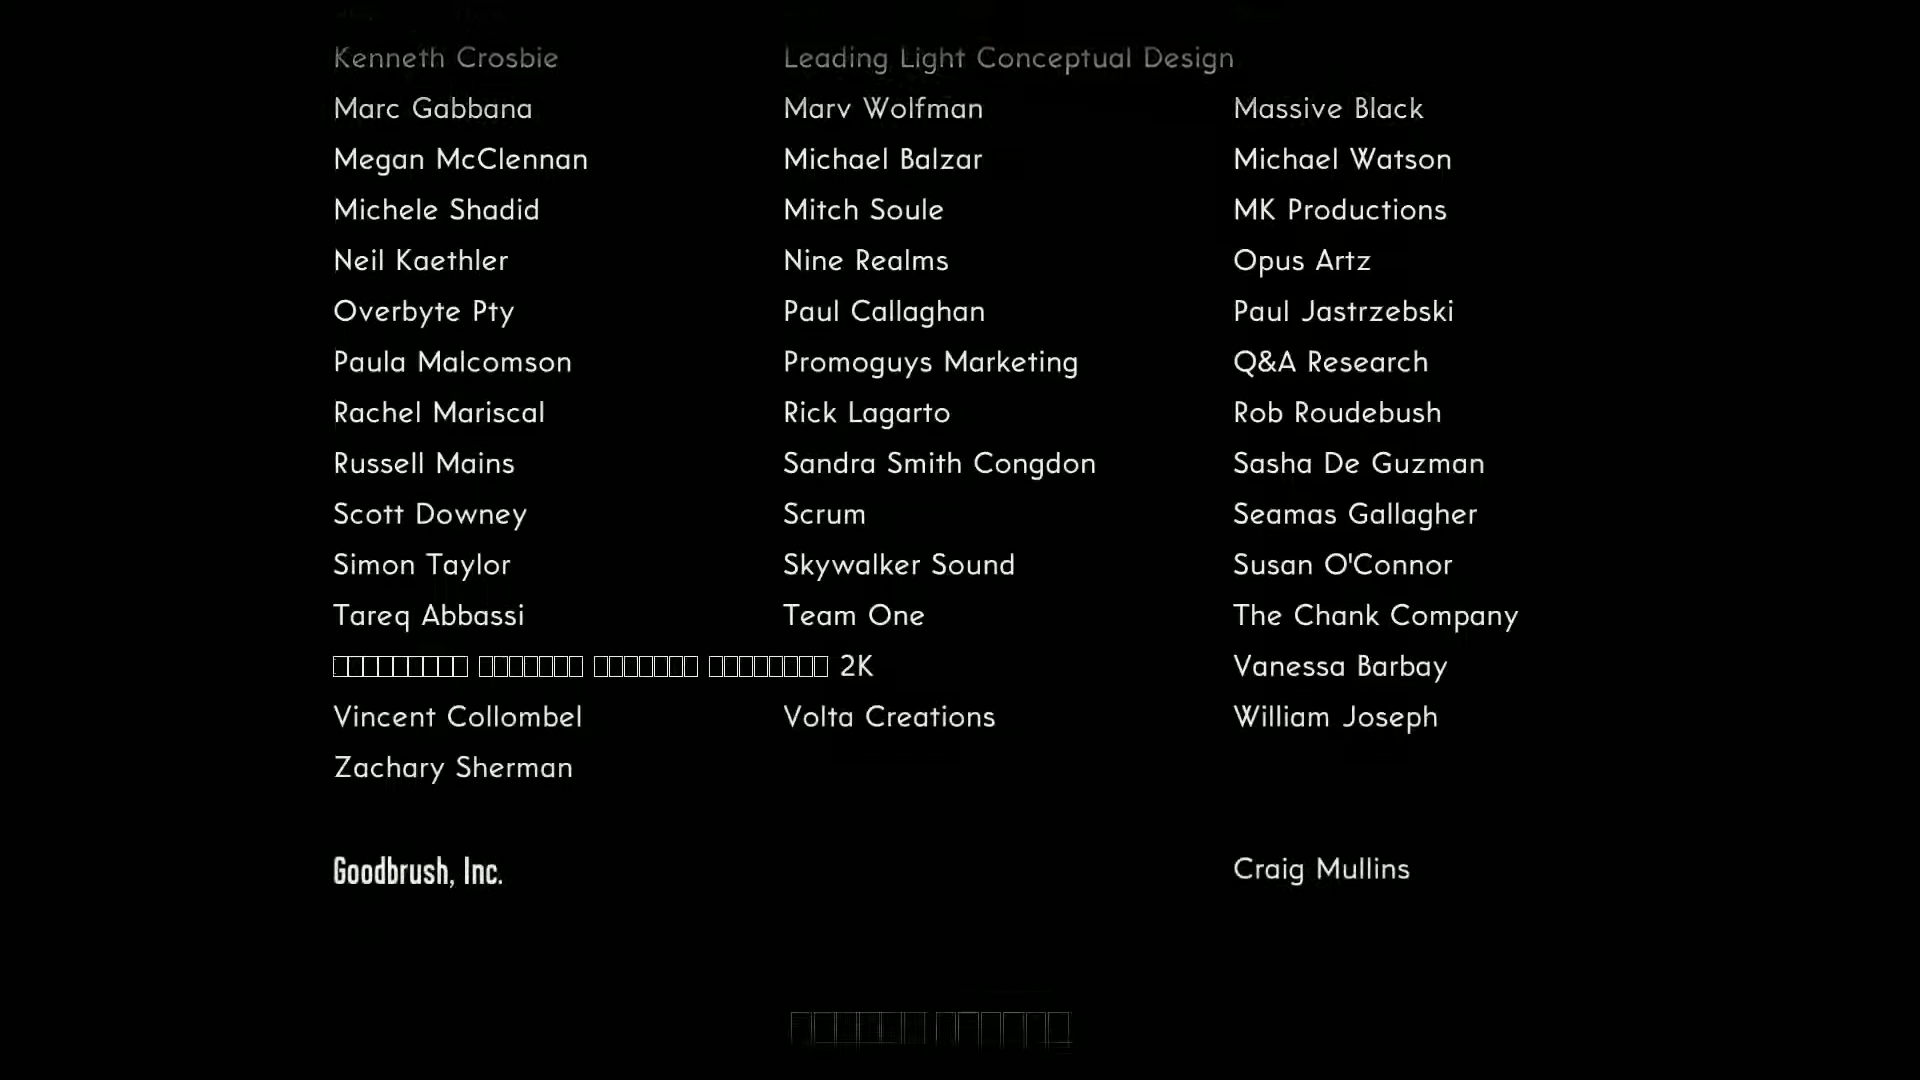 Kenneth Crosbie Leading Light Conceptual Design
Marc Gabbana Marv Wolfman Massive Black
Megan McClennan Michael Balzar Michael Watson
Michele Shadid Mitch Soule MK Productions
Neil Kaethler Nine Realms Opus Artz
Overbyte Pty Paul Callaghan Paul Jastrzebski
Paula Malcomson Promoguys Marketing Q&A Research
Rachel Mariscal Rick Lagarto Rob Roudebush
Russell Mains Sandra Smith Congdon Sasha De Guzman
Scott Downey Scrum Seamas Gallagher
Simon Taylor Skywalker Sound Susan O'Connor
Tareq Abbassi Team One The Chank Company
2K Vanessa Barbay
Vincent Collombel Volta Creations William Joseph
Zachary Sherman
Goodbrush, Inc. Craig Mullins